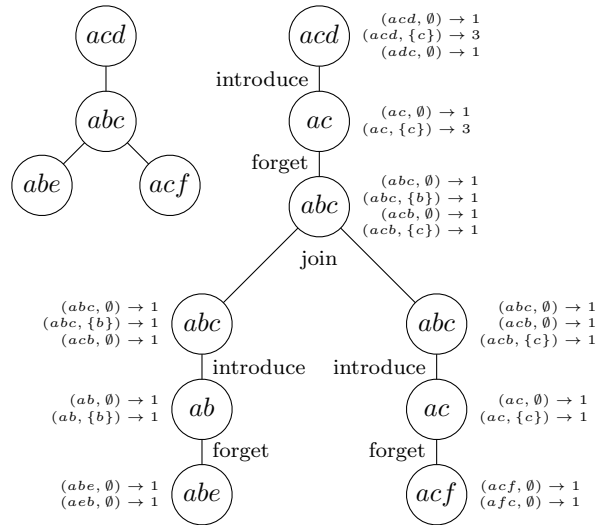 acd
abc
abe
acf
acd
(acd, ∅) → 1
(acd, {c}) → 3
(adc, ∅) → 1
introduce
ac
(ac, ∅) → 1
(ac, {c}) → 3
forget
abc
(abc, ∅) → 1
(abc, {b}) → 1
(acb, ∅) → 1
(acb, {c}) → 1
join
(abc, ∅) → 1
(abc, {b}) → 1
(acb, ∅) → 1
abc
abc
(abc, ∅) → 1
(acb, ∅) → 1
(acb, {c}) → 1
introduce
introduce
(ab, ∅) → 1
(ab, {b}) → 1
ab
ac
(ac, ∅) → 1
(ac, {c}) → 1
forget
forget
(abe, ∅) → 1
(aeb, ∅) → 1
abe
acf
(acf, ∅) → 1
(afc, ∅) → 1